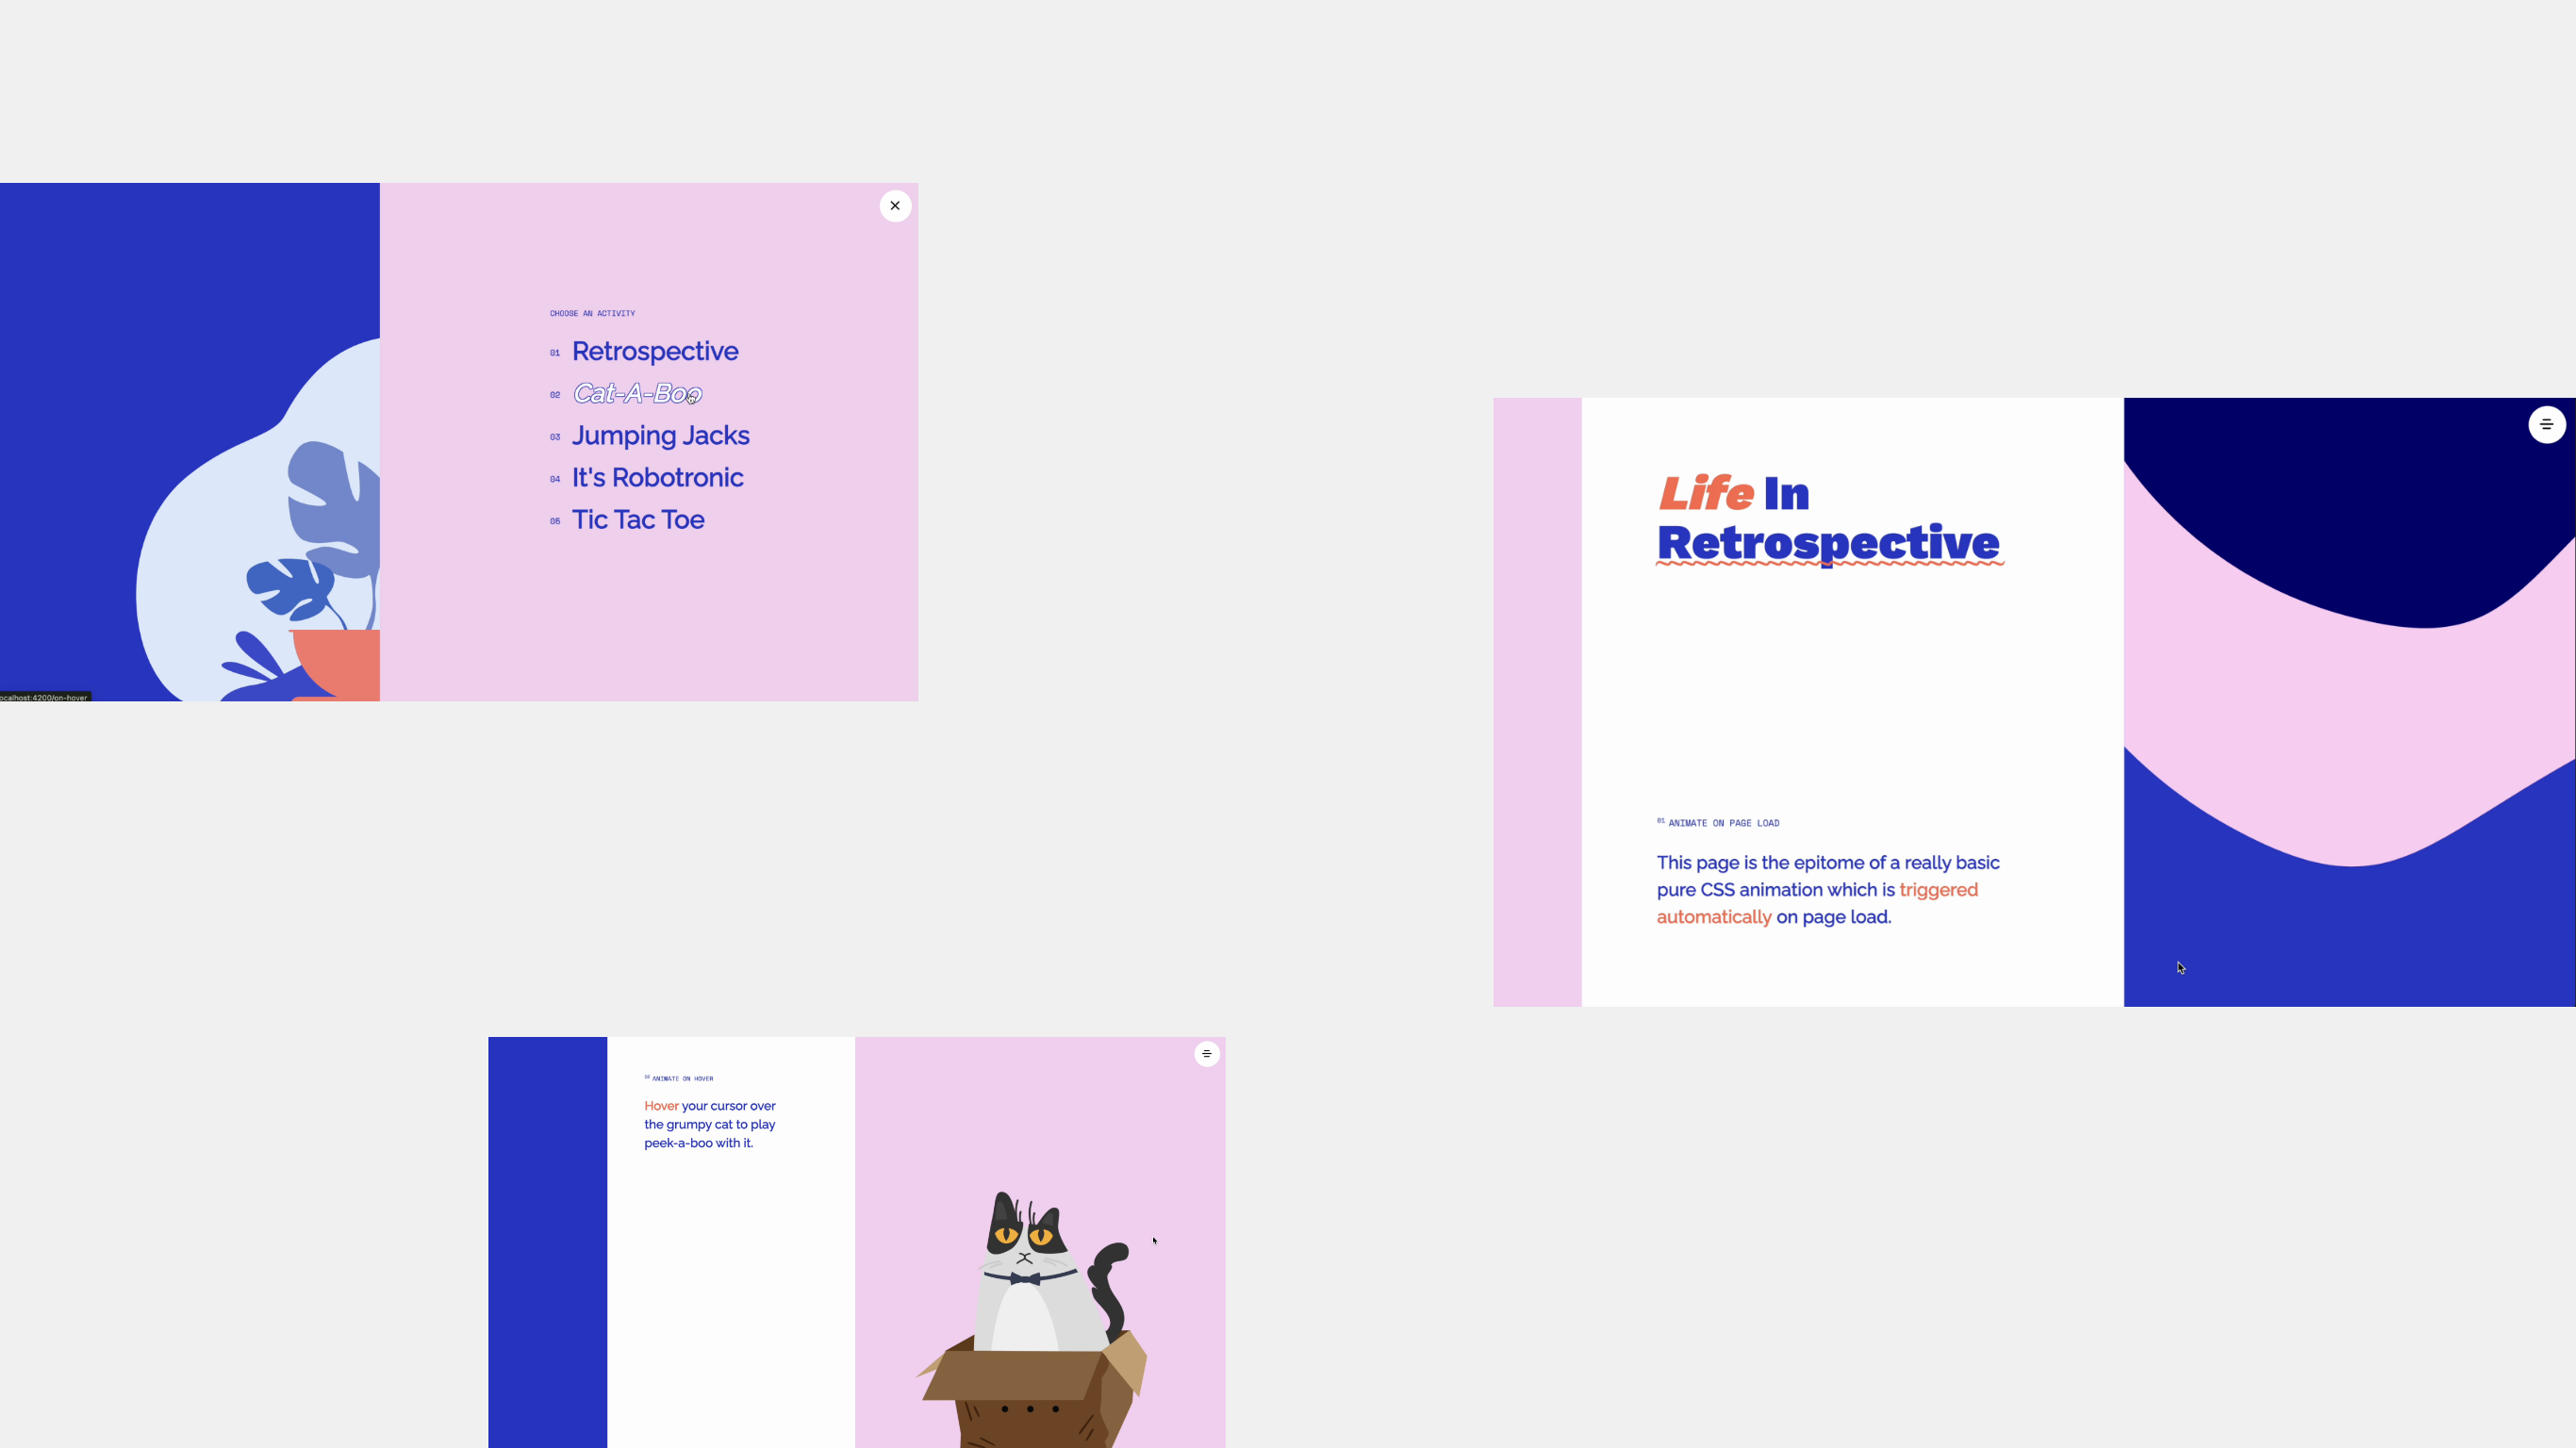 CHOOSE AN ACTIVITY
01 Retrospective
02 Cat-A-Boo
03 Jumping Jacks
04 It's Robotronic
05 Tic Tac Toe
ocalhost:4200/on-hover
Life In
Retrospective
01 ANIMATE ON PAGE LOAD
This page is the epitome of a really basic
pure CSS animation which is triggered
automatically on page load.
ANIMATE ON HOVER
Hover your cursor over
the grumpy cat to play
peek-a-boo with it.